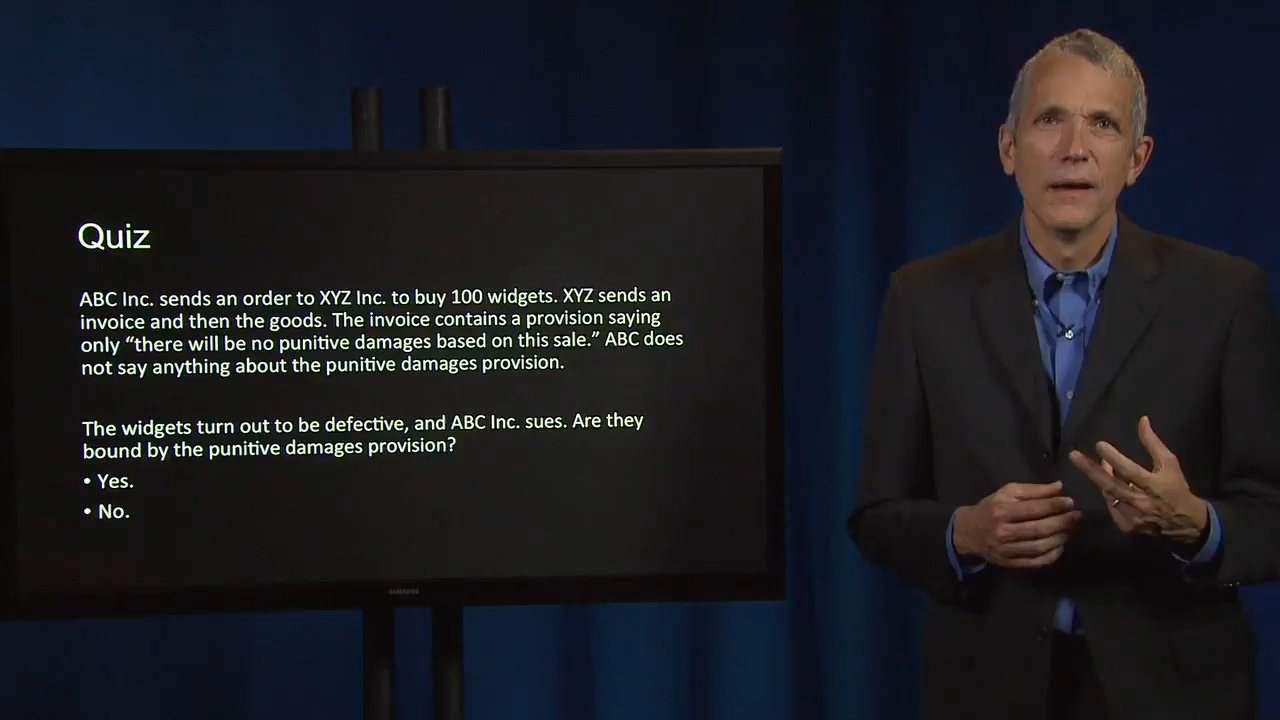 Quiz
ABC Inc. sends an order to XYZ Inc. to buy 100 widgets. XYZ sends an
invoice and then the goods. The invoice contains a provision saying
only “there will be no punitive damages based on this sale.” ABC does
not say anything about the punitive damages provision.
The widgets turn out to be defective, and ABC Inc. sues. Are they
bound by the punitive damages provision?
• Yes.
• No.
SAMSUNG